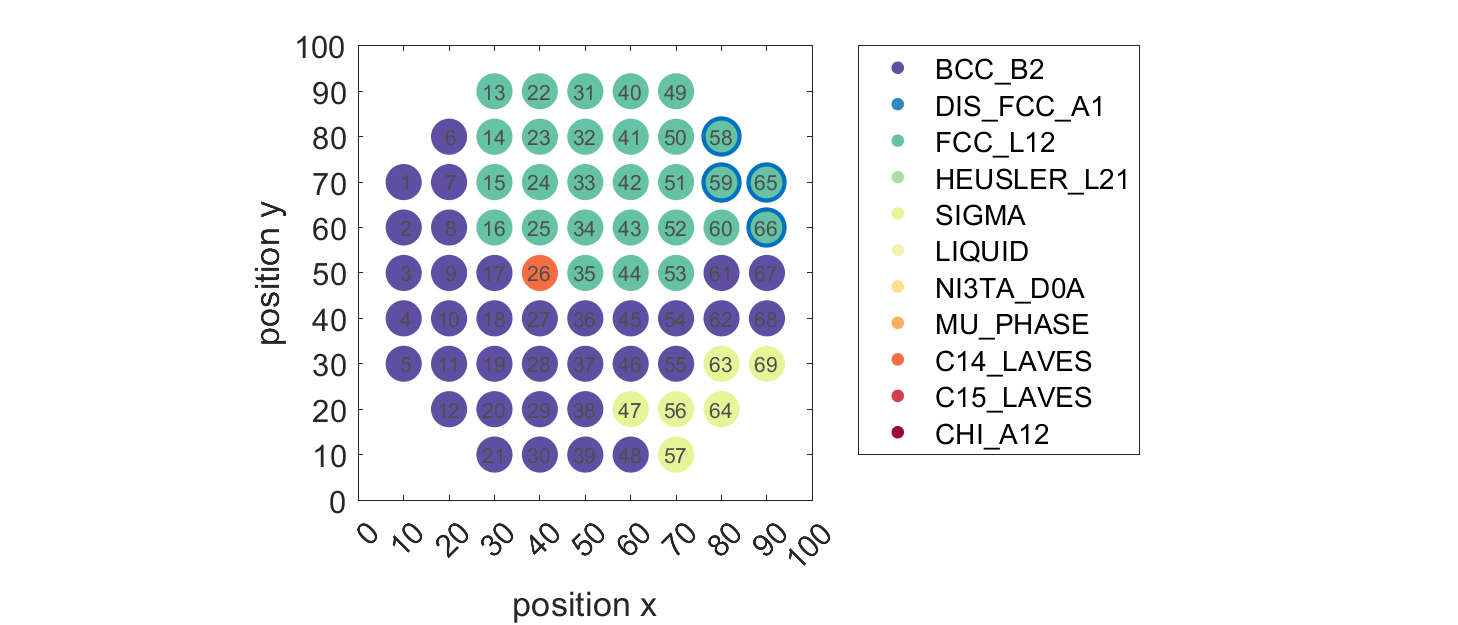 100
90
80
70
60
50
40
30
20
10
0
position y
13 22 31 40 49
6 14 23 32 41 50 58
1 7 15 24 33 42 51 59 65
2 8 16 25 34 43 52 60 66
3 9 17 26 35 44 53 61 67
4 10 18 27 36 45 54 62 68
5 11 19 28 37 46 55 63 69
12 20 29 38 47 56 64
21 30 39 48 57
0 10 20 30 40 50 60 70 80 90 100
position x
BCC_B2
DIS_FCC_A1
FCC_L12
HEUSLER_L21
SIGMA
LIQUID
NI3TA_D0A
MU_PHASE
C14_LAVES
C15_LAVES
CHI_A12